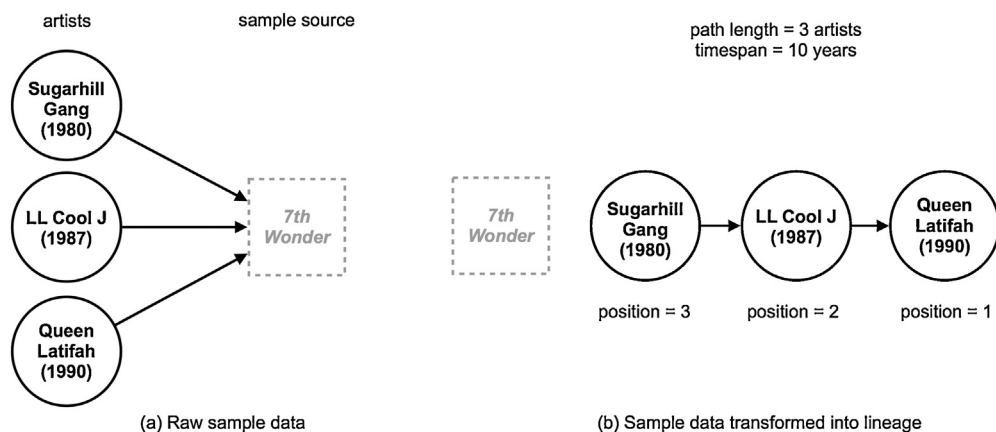 artists
sample source
Sugarhill
Gang
(1980)
LL Cool J
(1987)
Queen
Latifah
(1990)
7th
Wonder
(a) Raw sample data
path length = 3 artists
timespan = 10 years
7th
Wonder
Sugarhill
Gang
(1980)
LL Cool J
(1987)
Queen
Latifah
(1990)
position = 3
position = 2
position = 1
(b) Sample data transformed into lineage